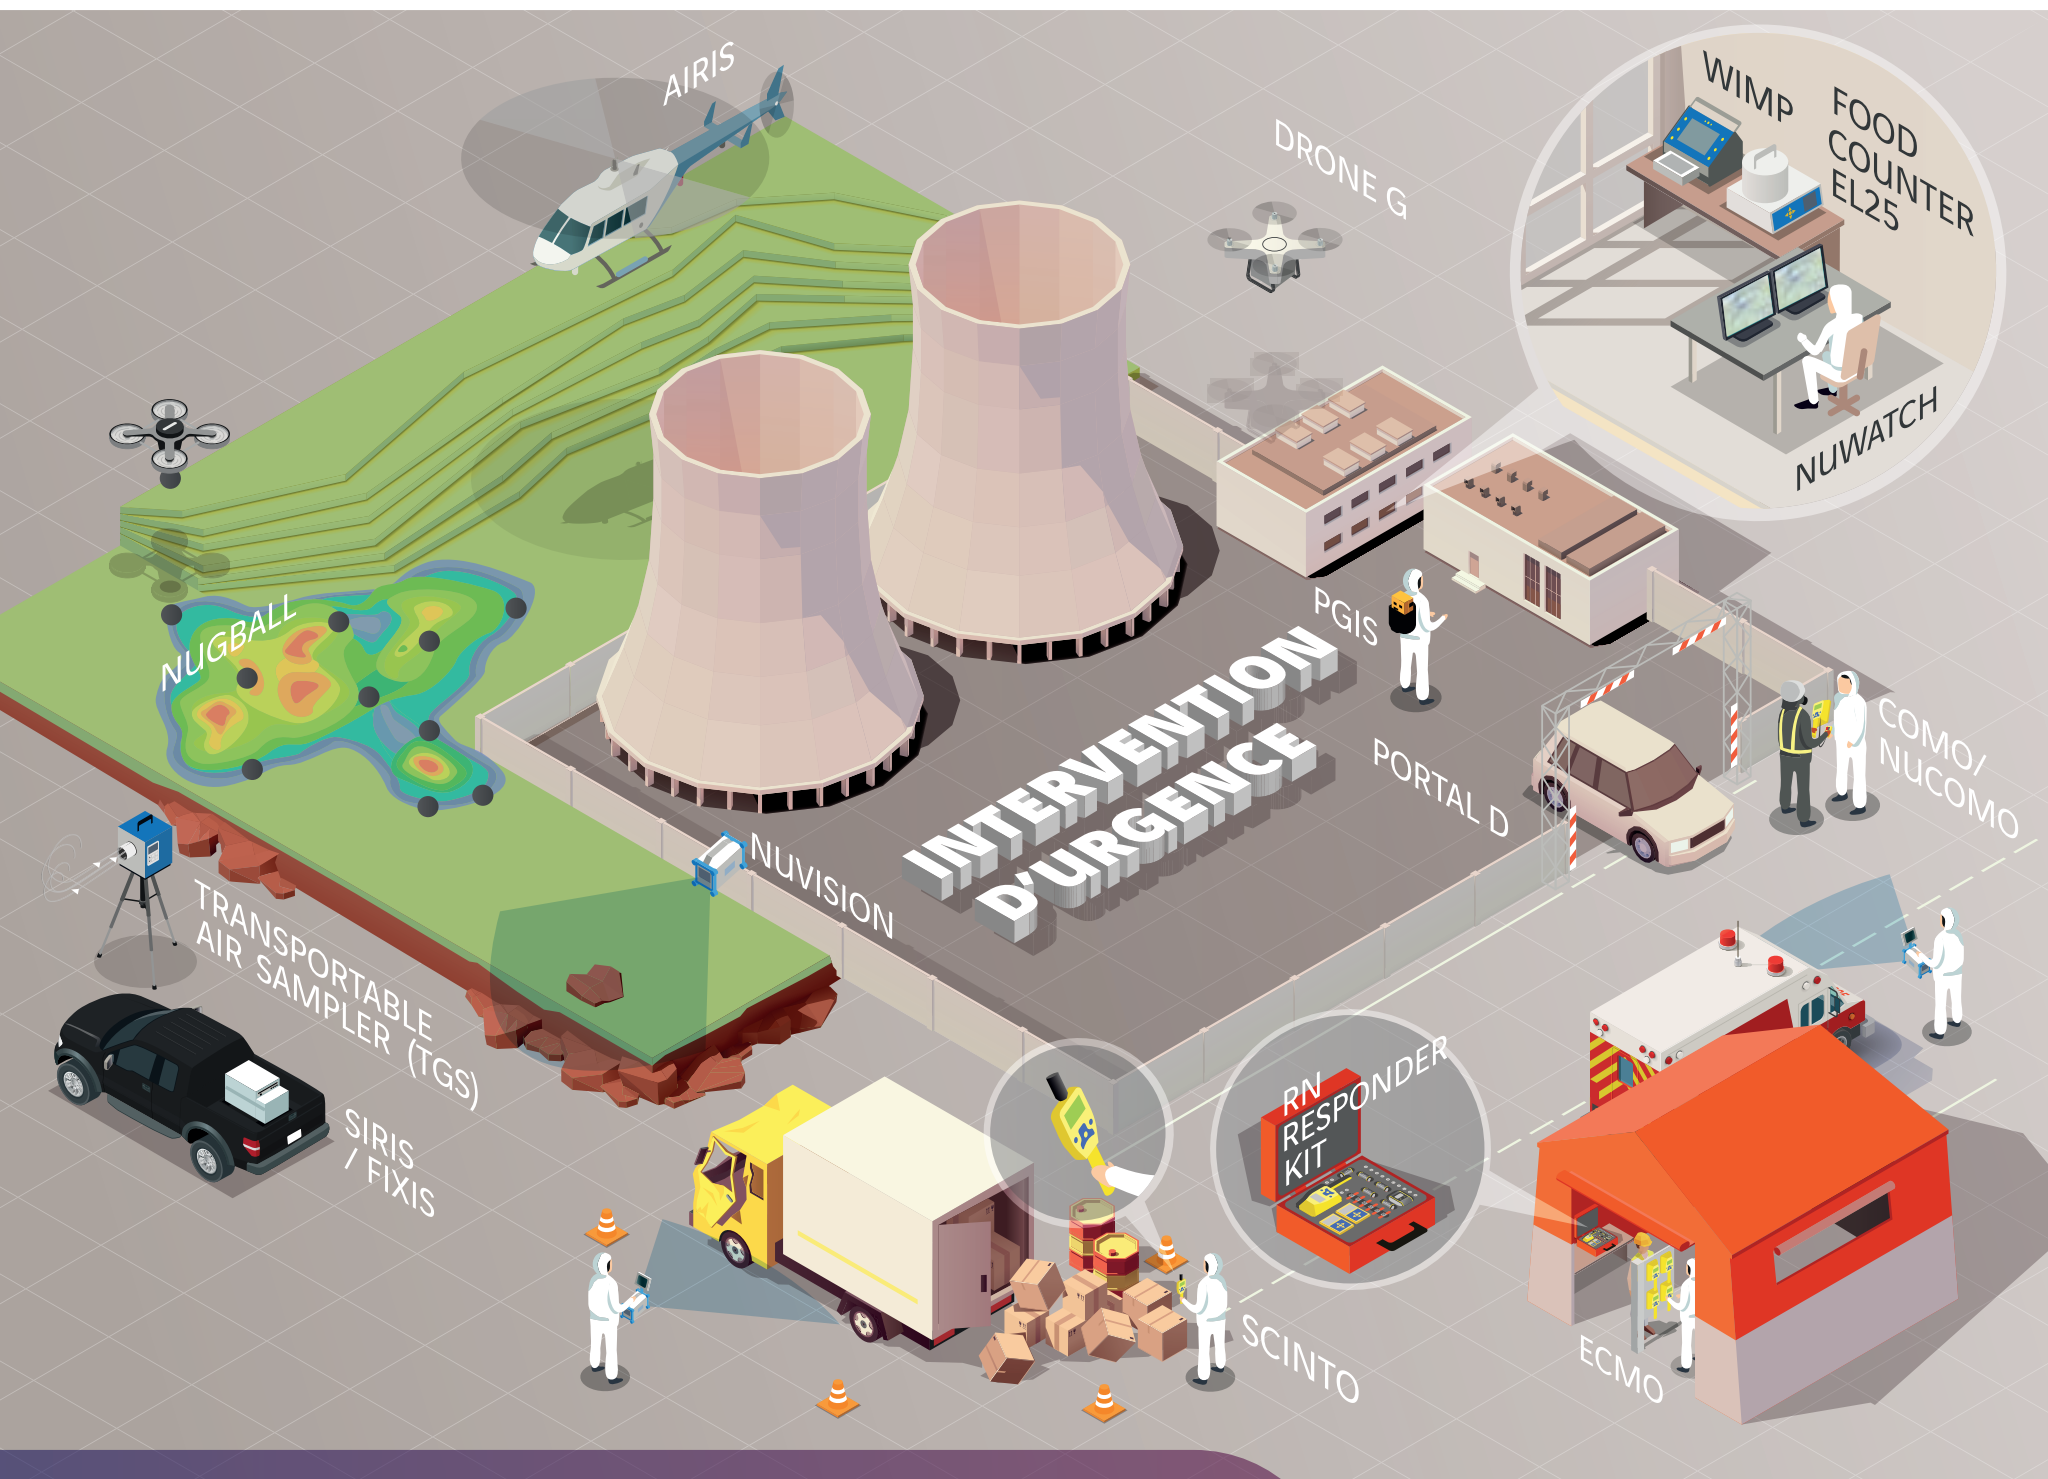 AIRIS
DRONE G
WIMP
FOOD
COUNTER
EL25
NUWATCH
NUGBALL
PGIS
INTERVENTION
D'URGENCE
PORTAL D
COMO/
NUCOMO
NUVISION
TRANSPORTABLE
AIR SAMPLER (TGS)
SIRIS
/ FIXIS
RN
RESPONDER
KIT
SCINTO
ECMO